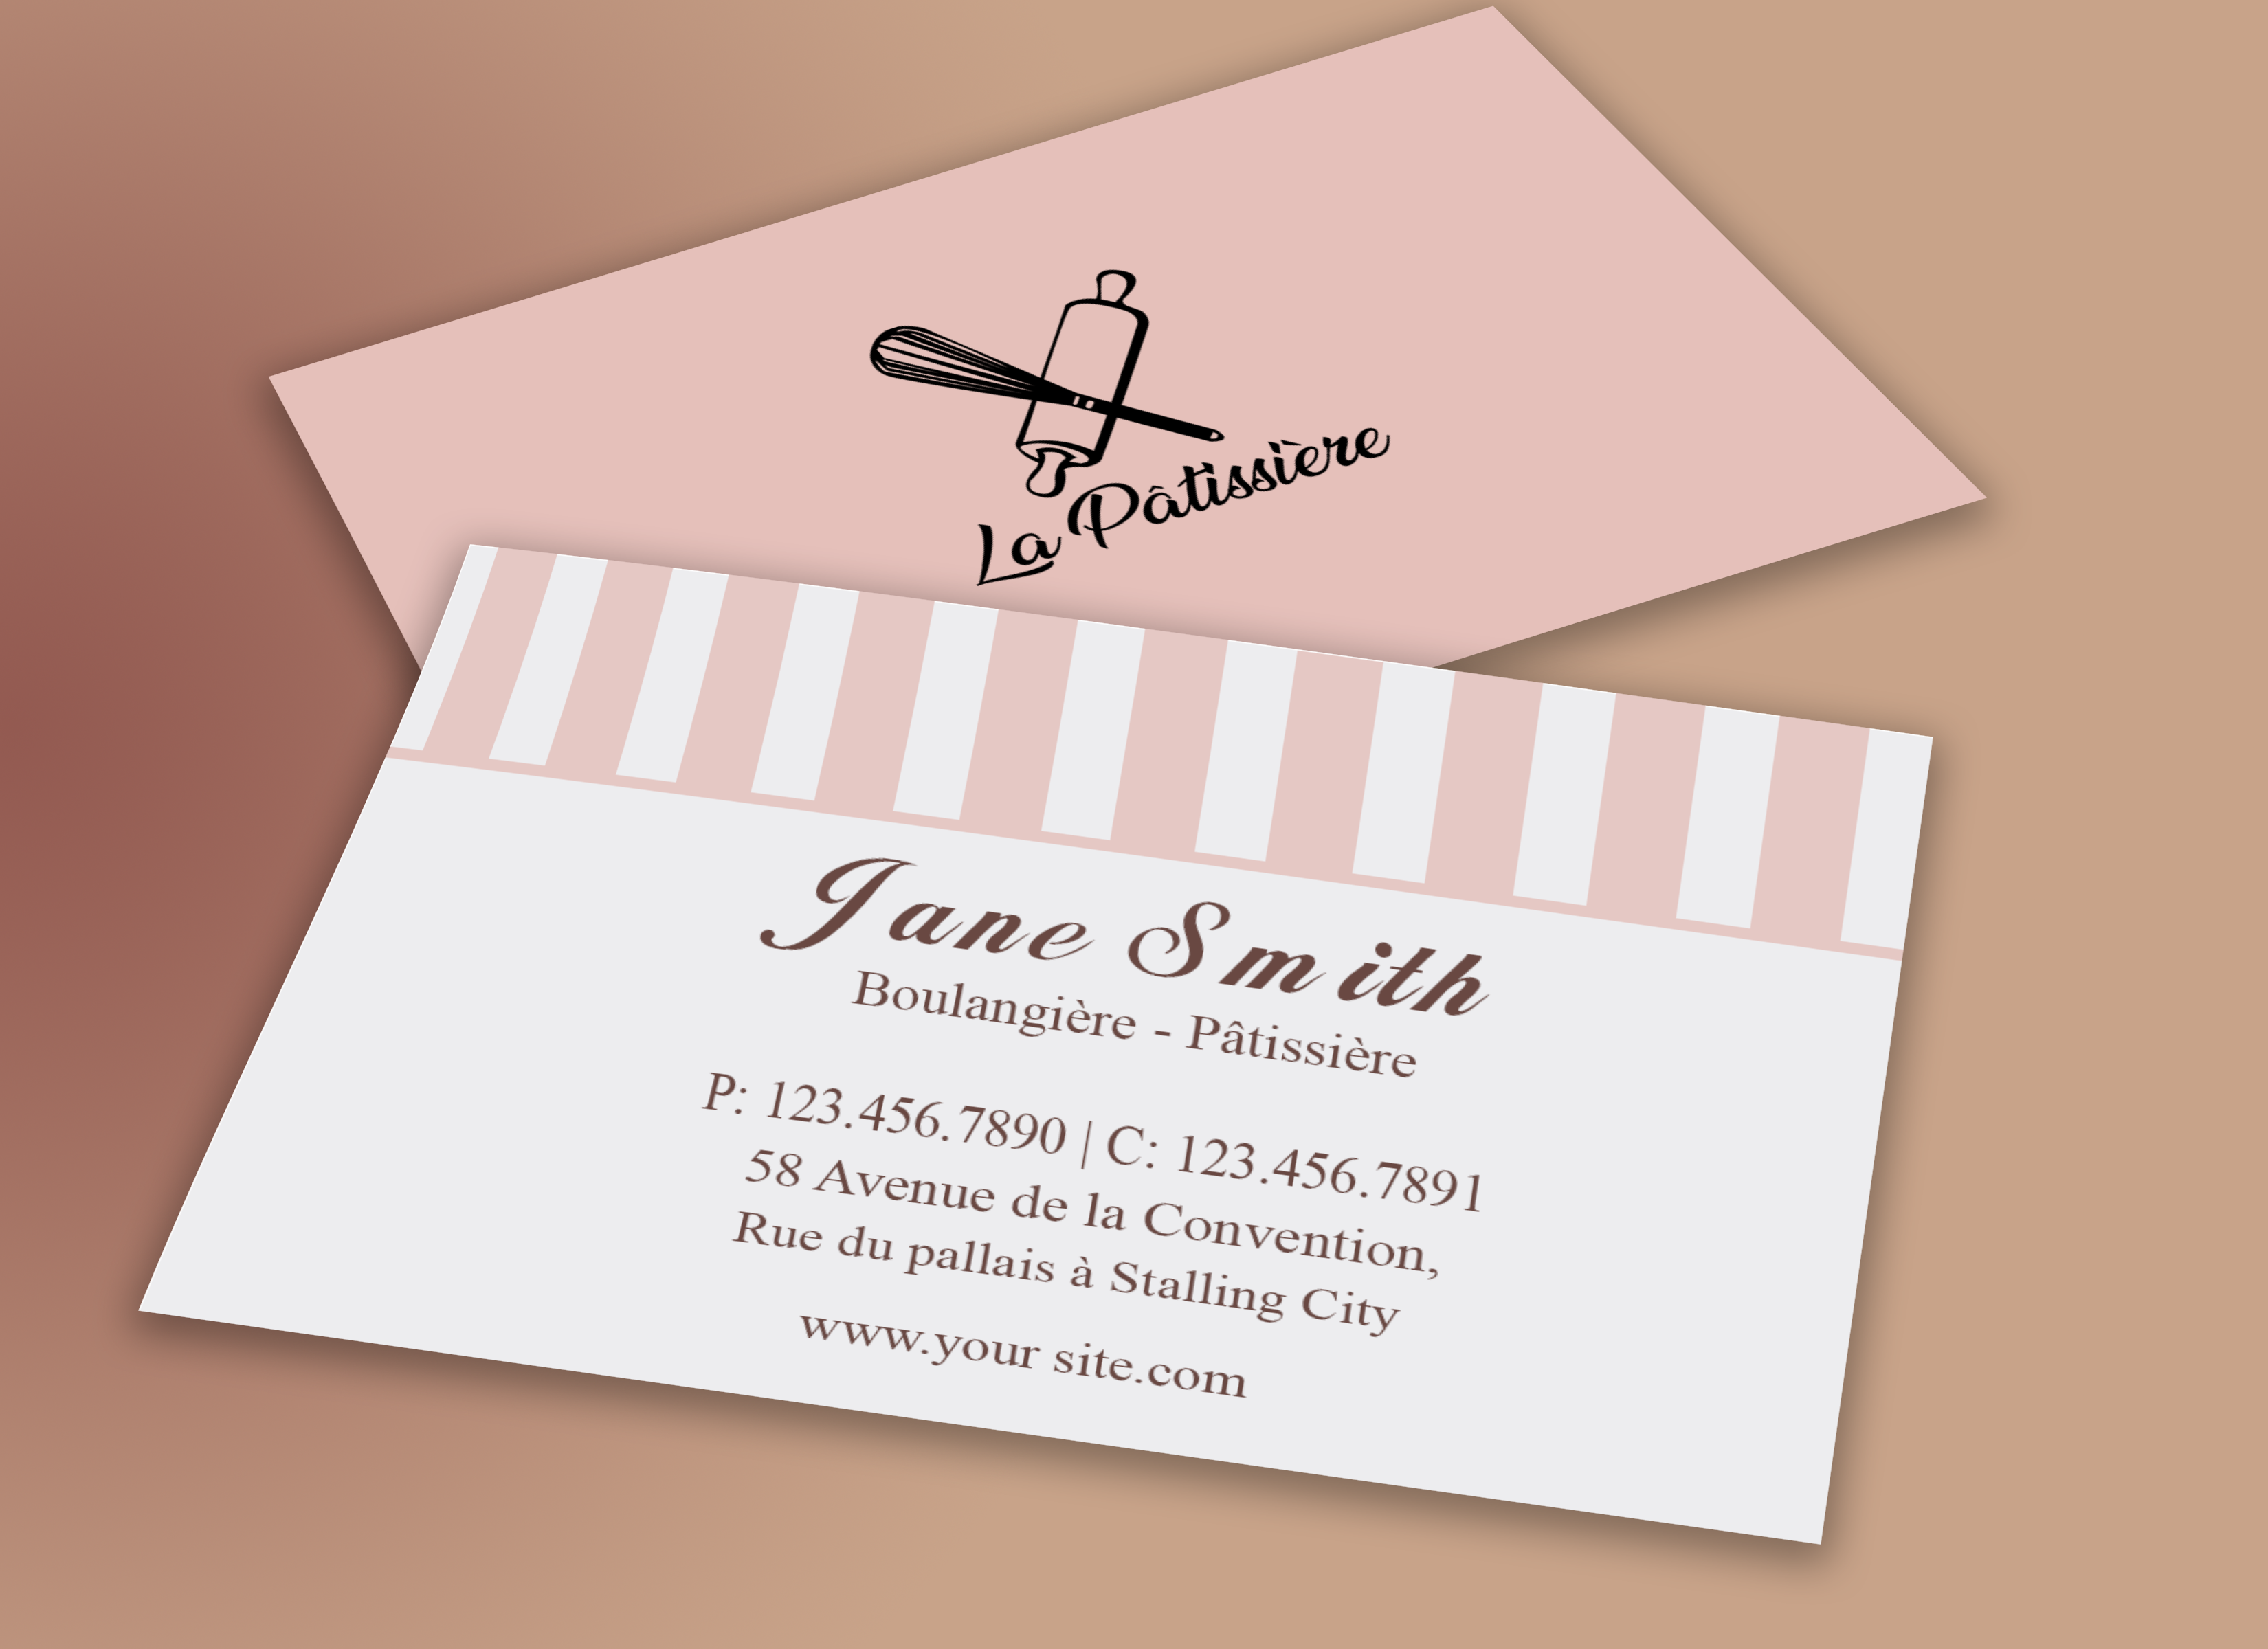 La Pâtissière
Jane Smith
Boulangière - Pâtissière
P: 123.456.7890 | C: 123.456.7891
58 Avenue de la Convention,
Rue du pallais à Stalling City
www.your site.com